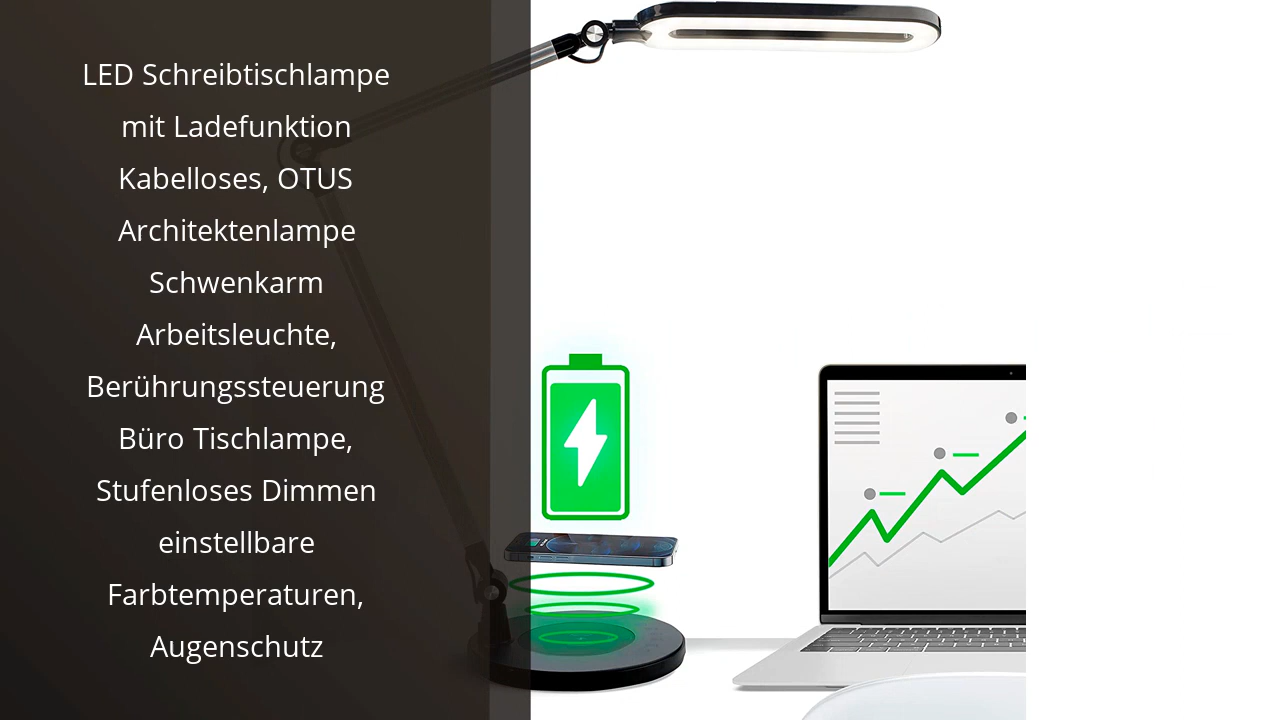 LED Schreibtischlampe
mit Ladefunktion
Kabelloses, OTUS
Architektenlampe
Schwenkarm
Arbeitsleuchte,
Berührungssteuerung
Büro Tischlampe,
Stufenloses Dimmen
einstellbare
Farbtemperaturen,
Augenschutz